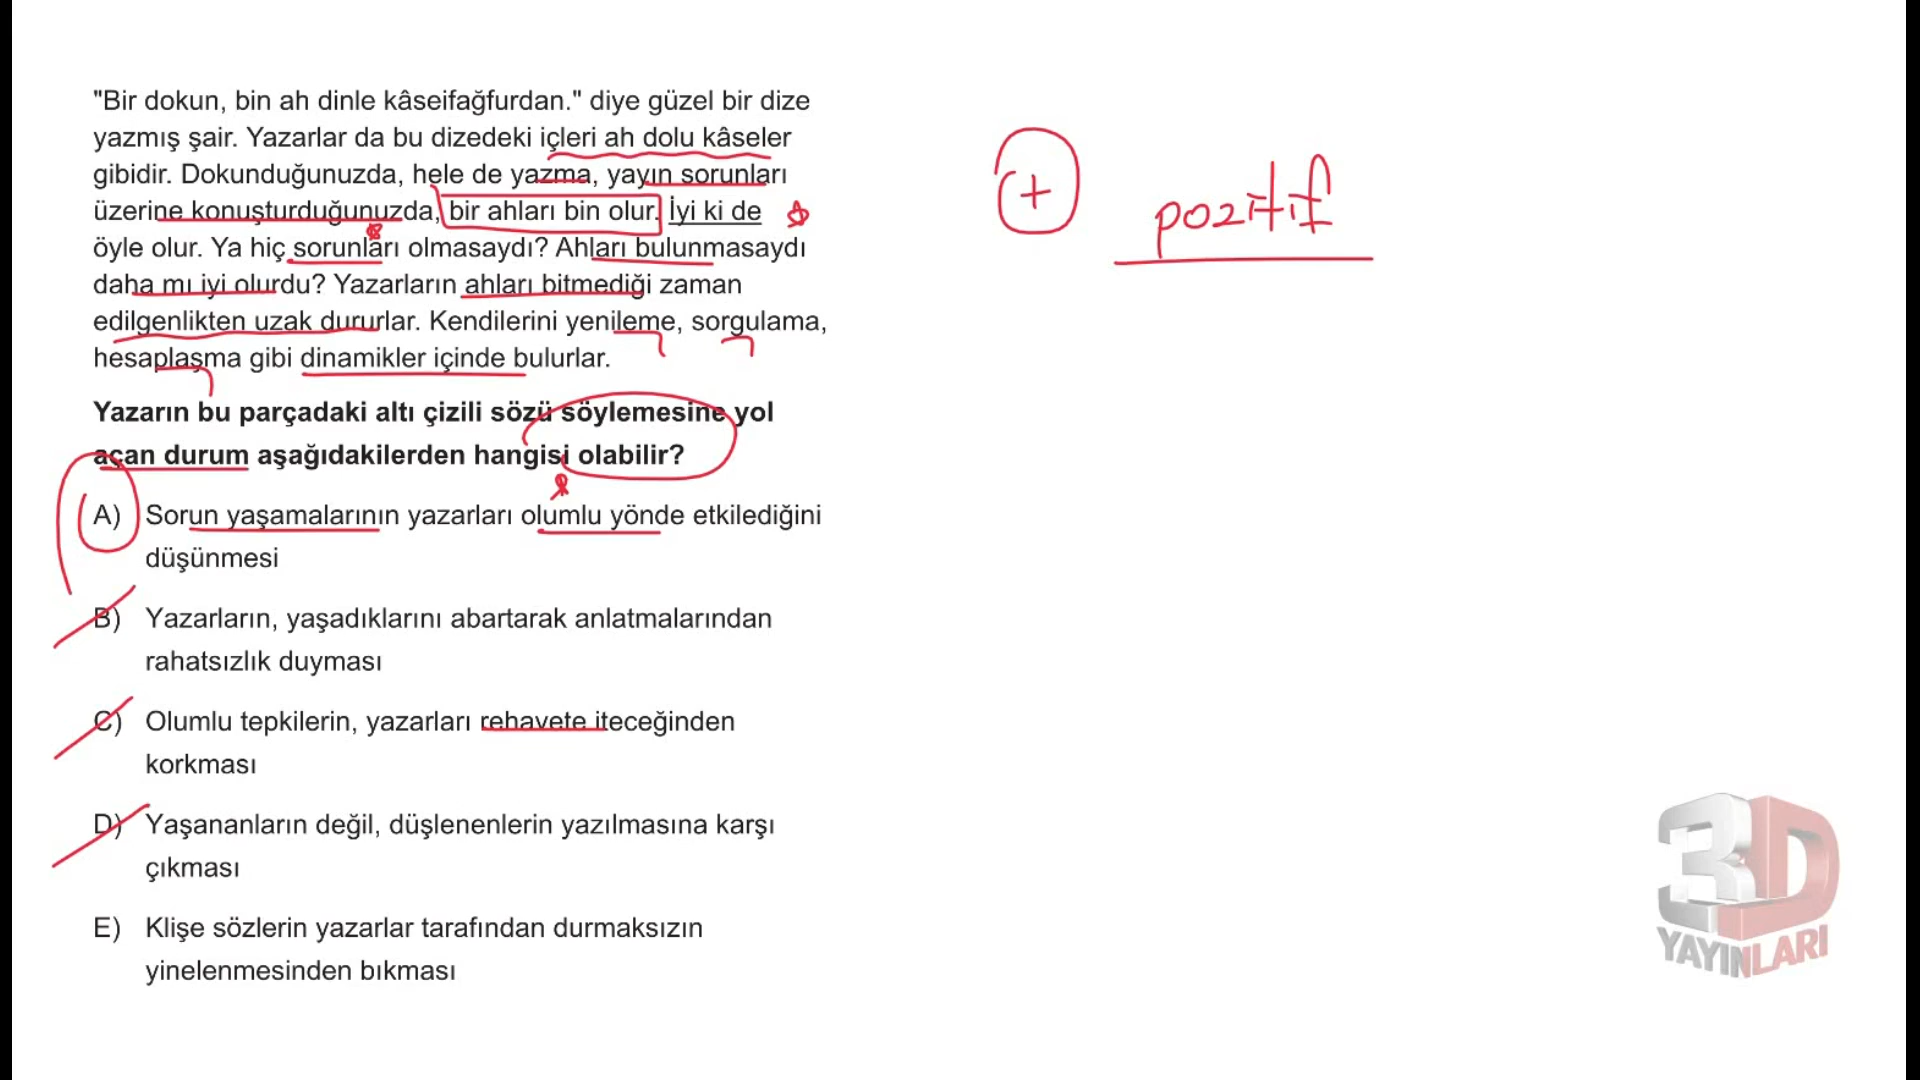 "Bir dokun, bin ah dinle kâseifağfurdan." diye güzel bir dize
yazmış şair. Yazarlar da bu dizedeki içleri ah dolu kâseler
gibidir. Dokunduğunuzda, hele de yazma, yayın sorunları
üzerine konuşturduğunuzda, bir ahları bin olur. İyi ki de
öyle olur. Ya hiç sorunları olmasaydı? Ahları bulunmasaydı
daha mı iyi olurdu? Yazarların ahları bitmediği zaman
edilgenlikten uzak dururlar. Kendilerini yenileme, sorgulama,
hesaplaşma gibi dinamikler içinde bulurlar.
Yazarın bu parçadaki altı çizili sözü söylemesine yol
açan durum aşağıdakilerden hangisi olabilir?
A) Sorun yaşamalarının yazarları olumlu yönde etkilediğini
düşünmesi
B) Yazarların, yaşadıklarını abartarak anlatmalarından
rahatsızlık duyması
C) Olumlu tepkilerin, yazarları rehavete iteceğinden
korkması
D) Yaşananların değil, düşlenenlerin yazılmasına karşı
çıkması
E) Klişe sözlerin yazarlar tarafından durmaksızın
yinelenmesinden bıkması
+ pozitif
3D
YAYINLARI